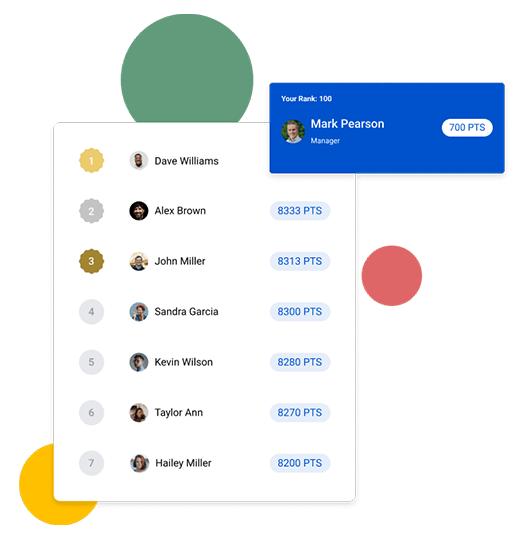 Your Rank: 100
Mark Pearson
700 PTS
Manager
1 Dave Williams
2 Alex Brown 8333 PTS
3 John Miller 8313 PTS
4 Sandra Garcia 8300 PTS
5 Kevin Wilson 8280 PTS
6 Taylor Ann 8270 PTS
7 Hailey Miller 8200 PTS